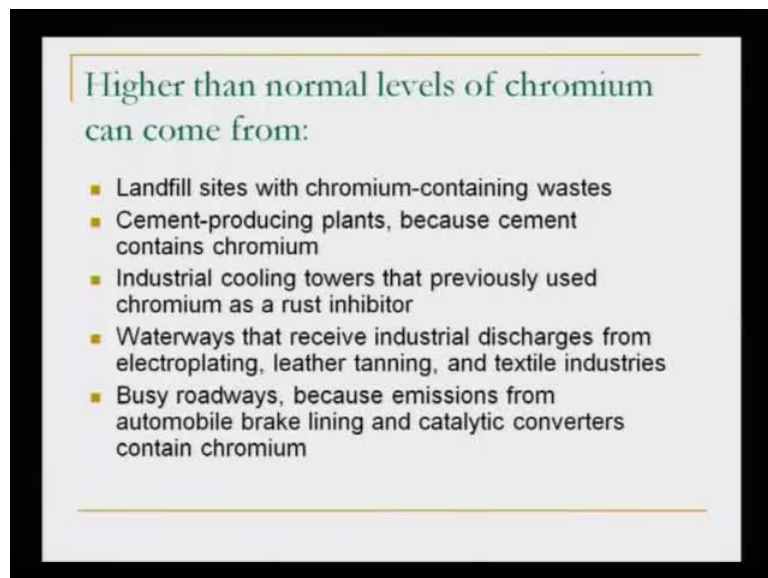 Higher than normal levels of chromium
can come from:
Landfill sites with chromium-containing wastes
Cement-producing plants, because cement
contains chromium
Industrial cooling towers that previously used
chromium as a rust inhibitor
Waterways that receive industrial discharges from
electroplating, leather tanning, and textile industries
Busy roadways, because emissions from
automobile brake lining and catalytic converters
contain chromium